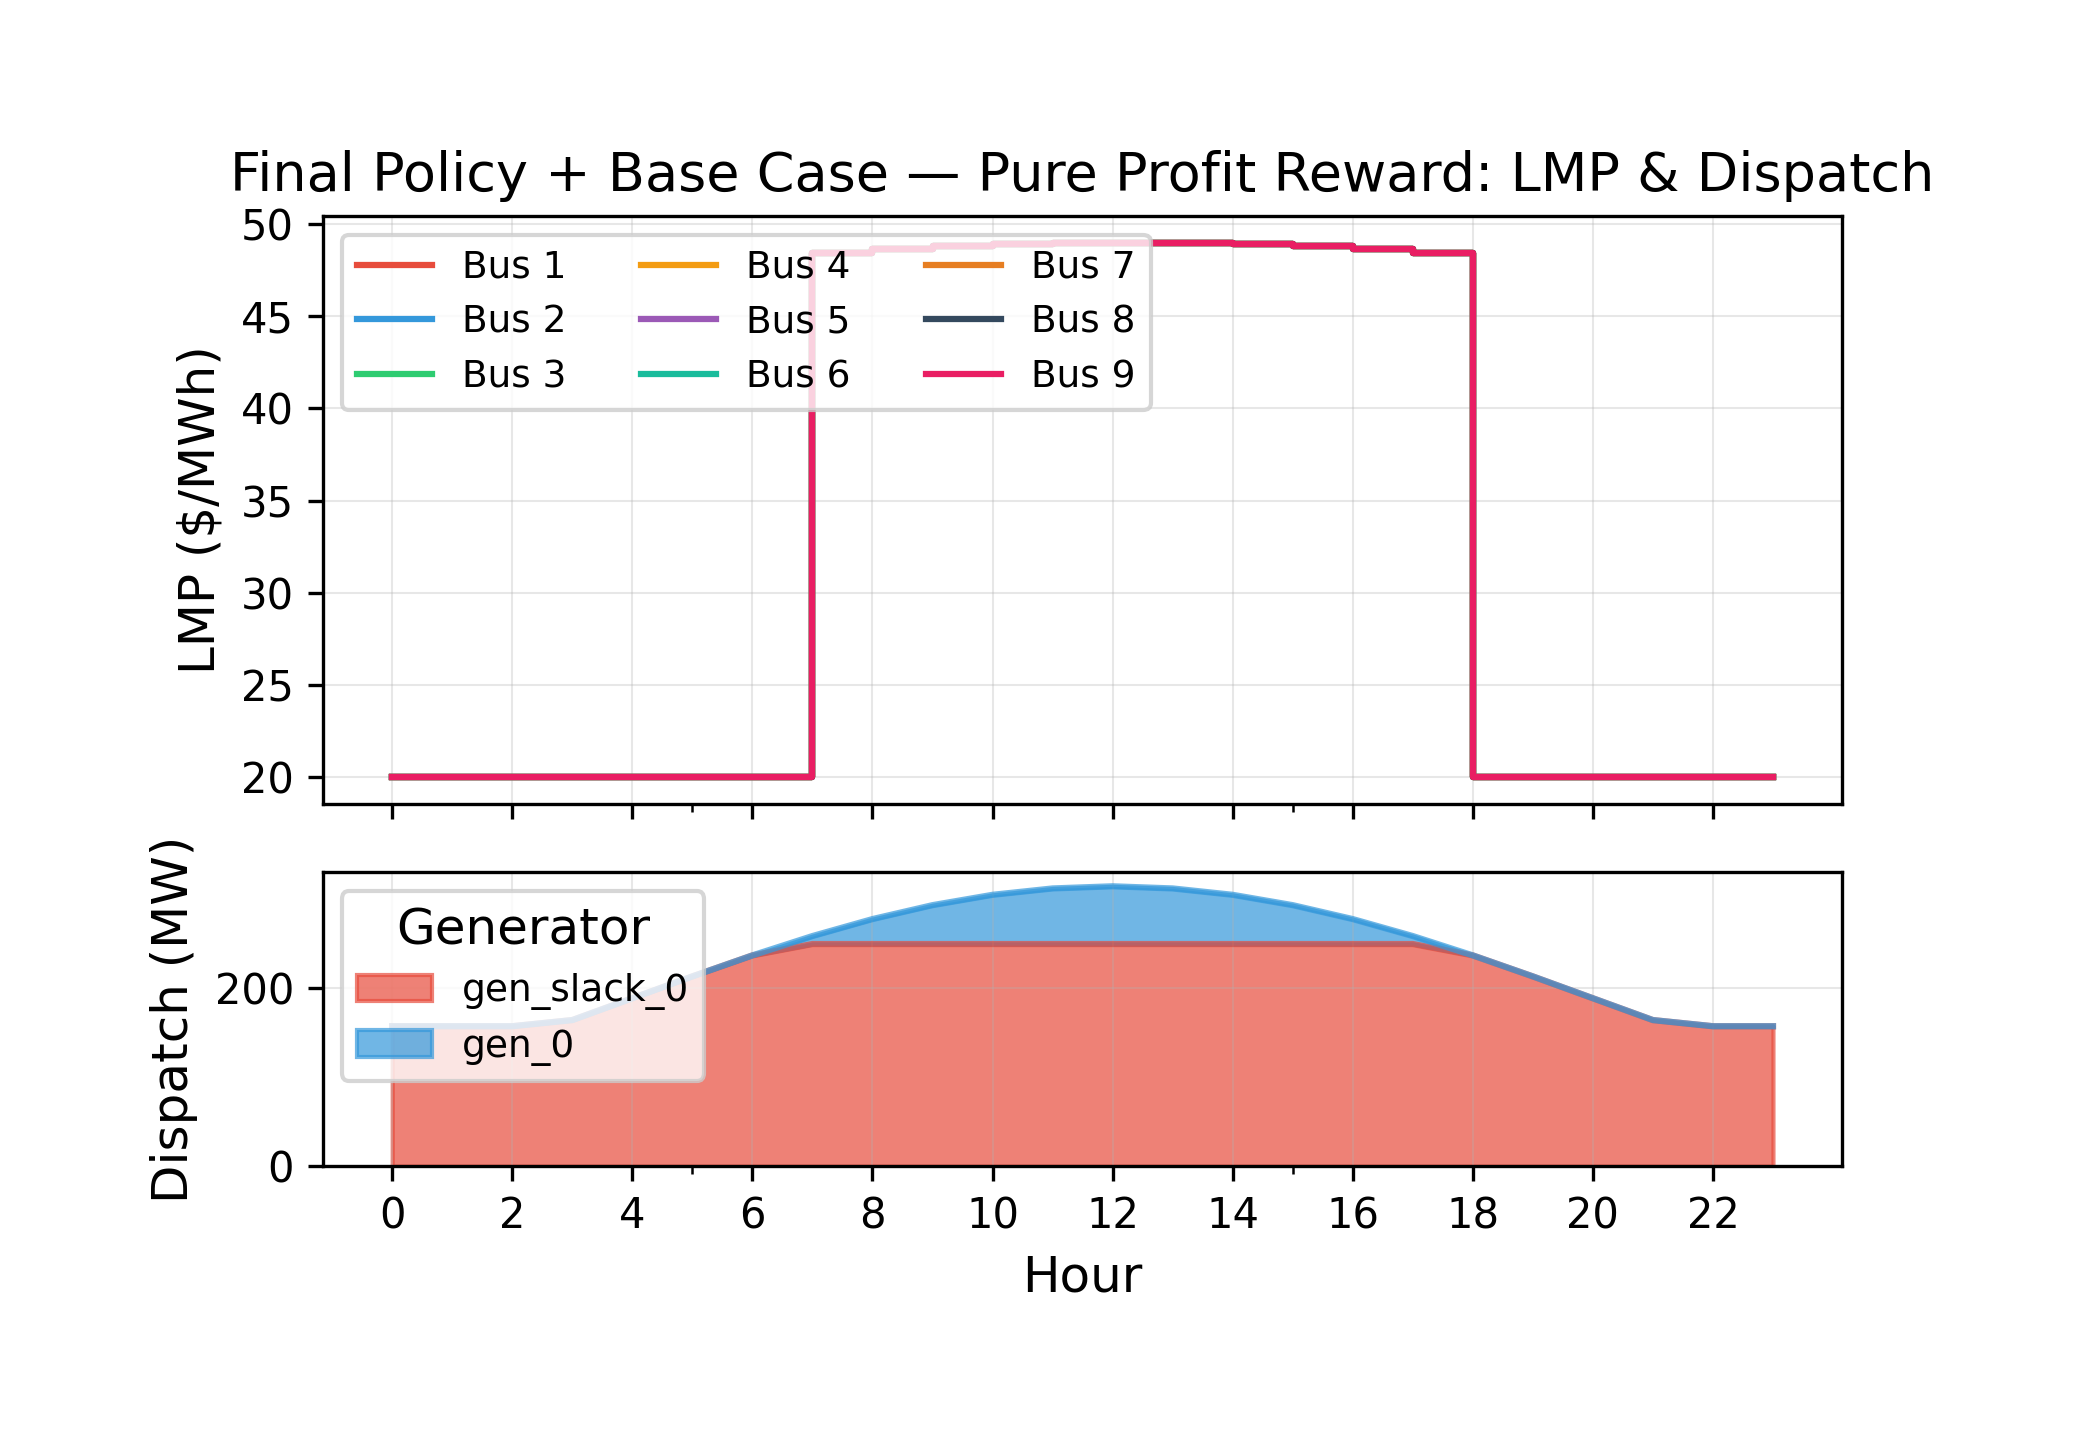 Final Policy + Base Case — Pure Profit Reward: LMP & Dispatch
LMP ($/MWh)
50
45
40
35
30
25
20
Bus 1 Bus 4 Bus 7
Bus 2 Bus 5 Bus 8
Bus 3 Bus 6 Bus 9
Dispatch (MW)
200
0
Generator
gen_slack_0
gen_0
0 2 4 6 8 10 12 14 16 18 20 22
Hour